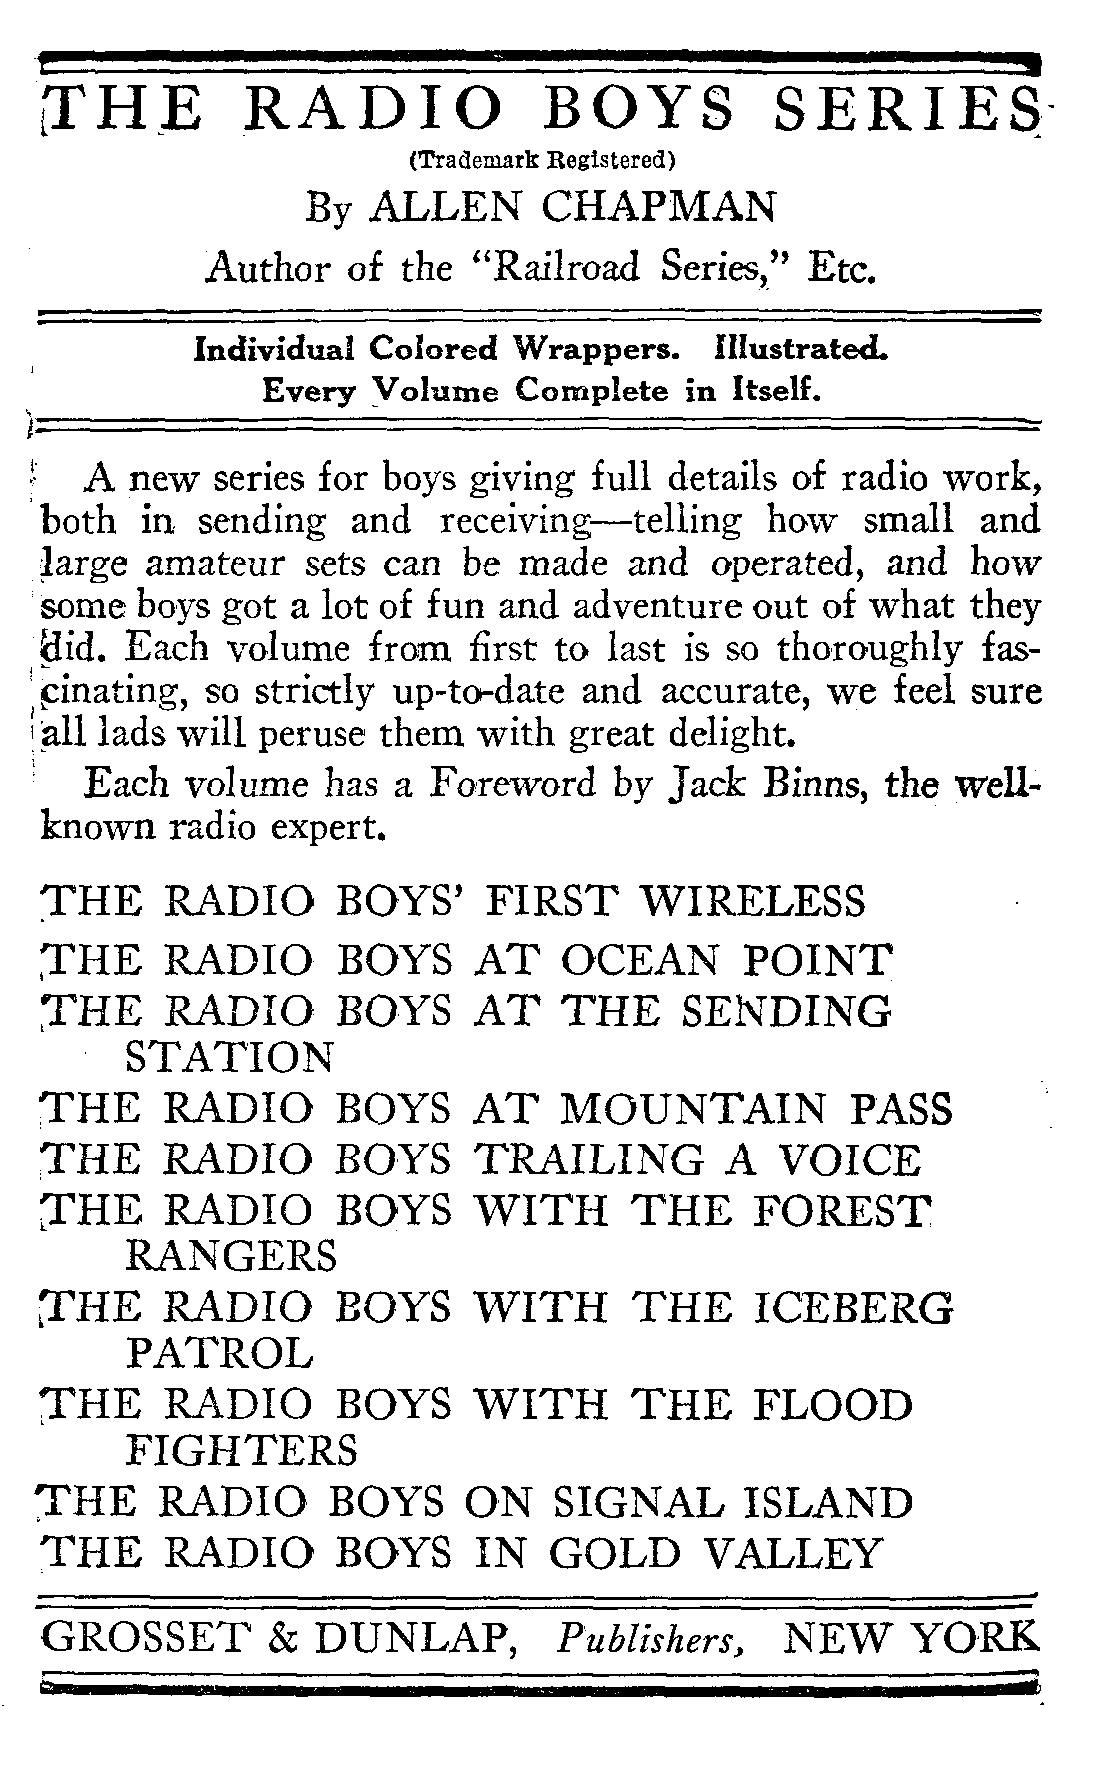 THE RADIO BOYS SERIES
(Trademark Registered)
By ALLEN CHAPMAN
Author of the "Railroad Series," Etc.
Individual Colored Wrappers. Illustrated.
Every Volume Complete in Itself.
A new series for boys giving full details of radio work,
both in sending and receiving—telling how small and
large amateur sets can be made and operated, and how
some boys got a lot of fun and adventure out of what they
did. Each volume from first to last is so thoroughly fas-
cinating, so strictly up-to-date and accurate, we feel sure
all lads will peruse them with great delight.
Each volume has a Foreword by Jack Binns, the well-
known radio expert.
THE RADIO BOYS' FIRST WIRELESS
THE RADIO BOYS AT OCEAN POINT
THE RADIO BOYS AT THE SENDING
STATION
THE RADIO BOYS AT MOUNTAIN PASS
THE RADIO BOYS TRAILING A VOICE
THE RADIO BOYS WITH THE FOREST
RANGERS
THE RADIO BOYS WITH THE ICEBERG
PATROL
THE RADIO BOYS WITH THE FLOOD
FIGHTERS
THE RADIO BOYS ON SIGNAL ISLAND
THE RADIO BOYS IN GOLD VALLEY
GROSSET & DUNLAP, Publishers, NEW YORK